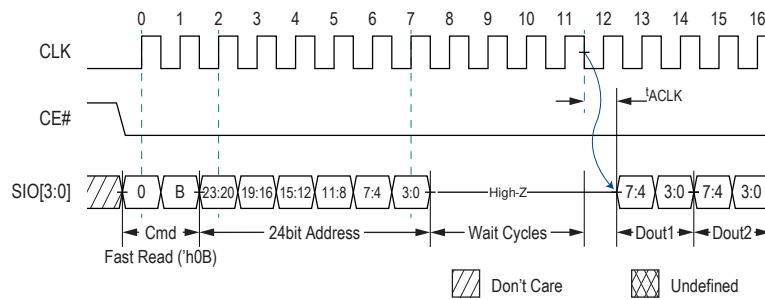 0 1 2 3 4 5 6 7 8 9 10 11 12 13 14 15 16
CLK
tACLK
CE#
SIO[3:0] 0 B 23:20 19:16 15:12 11:8 7:4 3:0 High-Z 7:4 3:0 7:4 3:0
Cmd 24bit Address Wait Cycles Dout1 Dout2
Fast Read ('h0B)
Don't Care Undefined